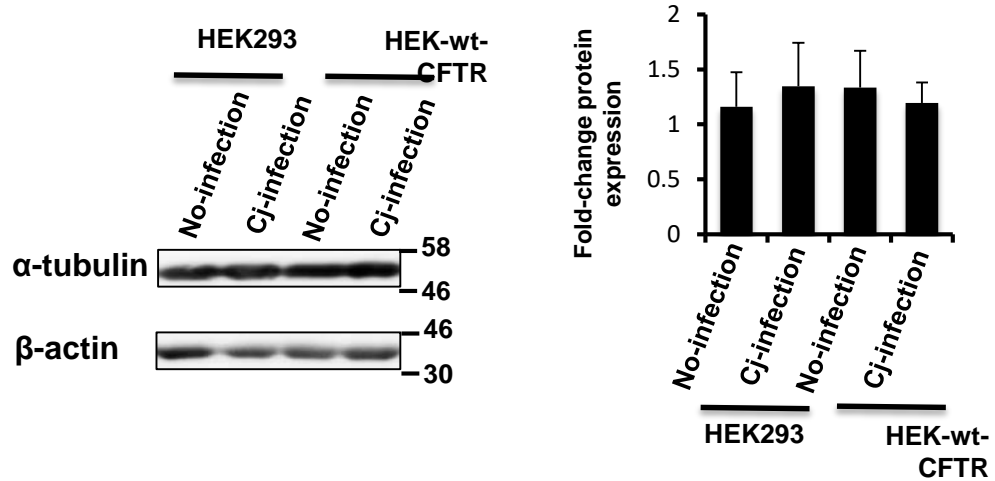 HEK293
HEK-wt-
CFTR
No-infection
Cj-infection
No-infection
Cj-infection
α-tubulin
58
46
β-actin
46
30
Fold-change protein
expression
2
1.5
1
0.5
0
No-infection
Cj-infection
No-infection
Cj-infection
HEK293
HEK-wt-
CFTR